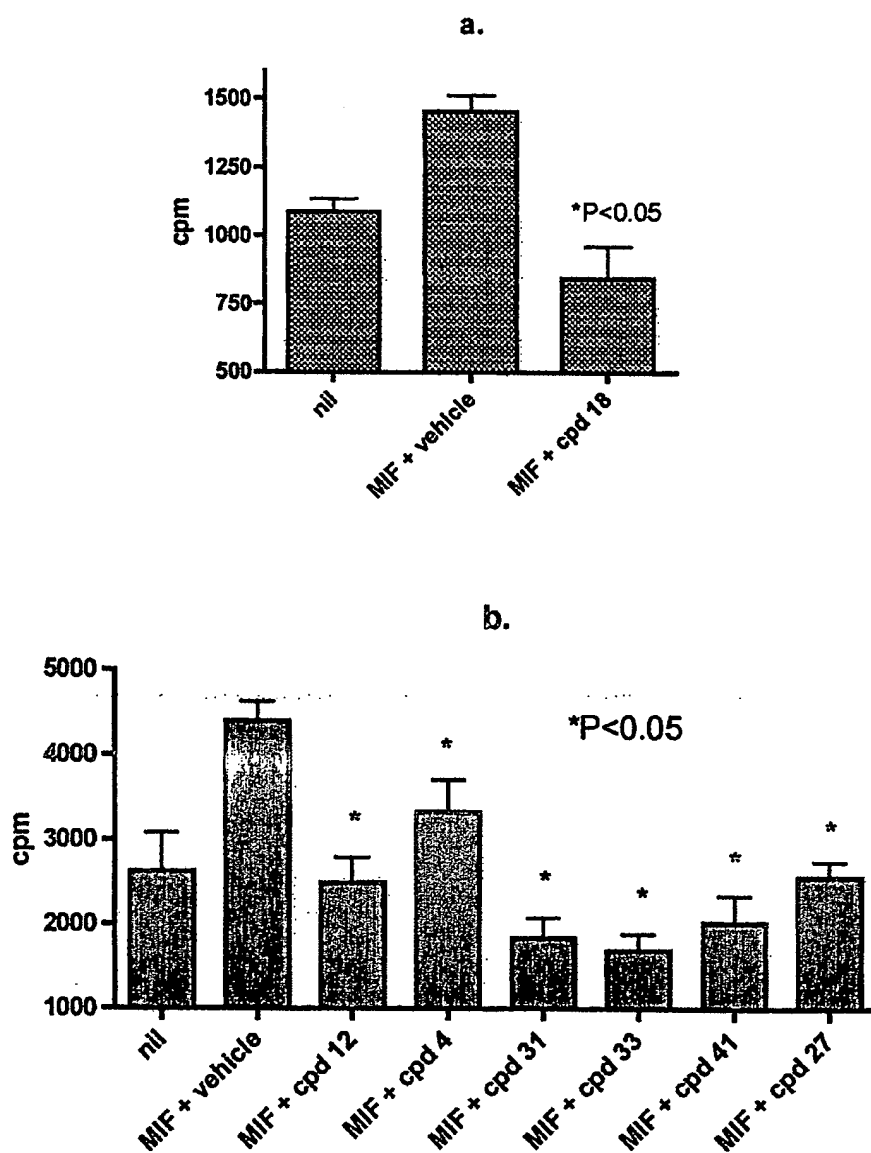 a.
1500
1250
1000
750
500
cpm
*P<0.05
nil
MIF + vehicle
MIF + cpd 18
b.
5000
4000
3000
2000
1000
cpm
*P<0.05
* * * * * *
nil
MIF + vehicle
MIF + cpd 12
MIF + cpd 4
MIF + cpd 31
MIF + cpd 33
MIF + cpd 41
MIF + cpd 27